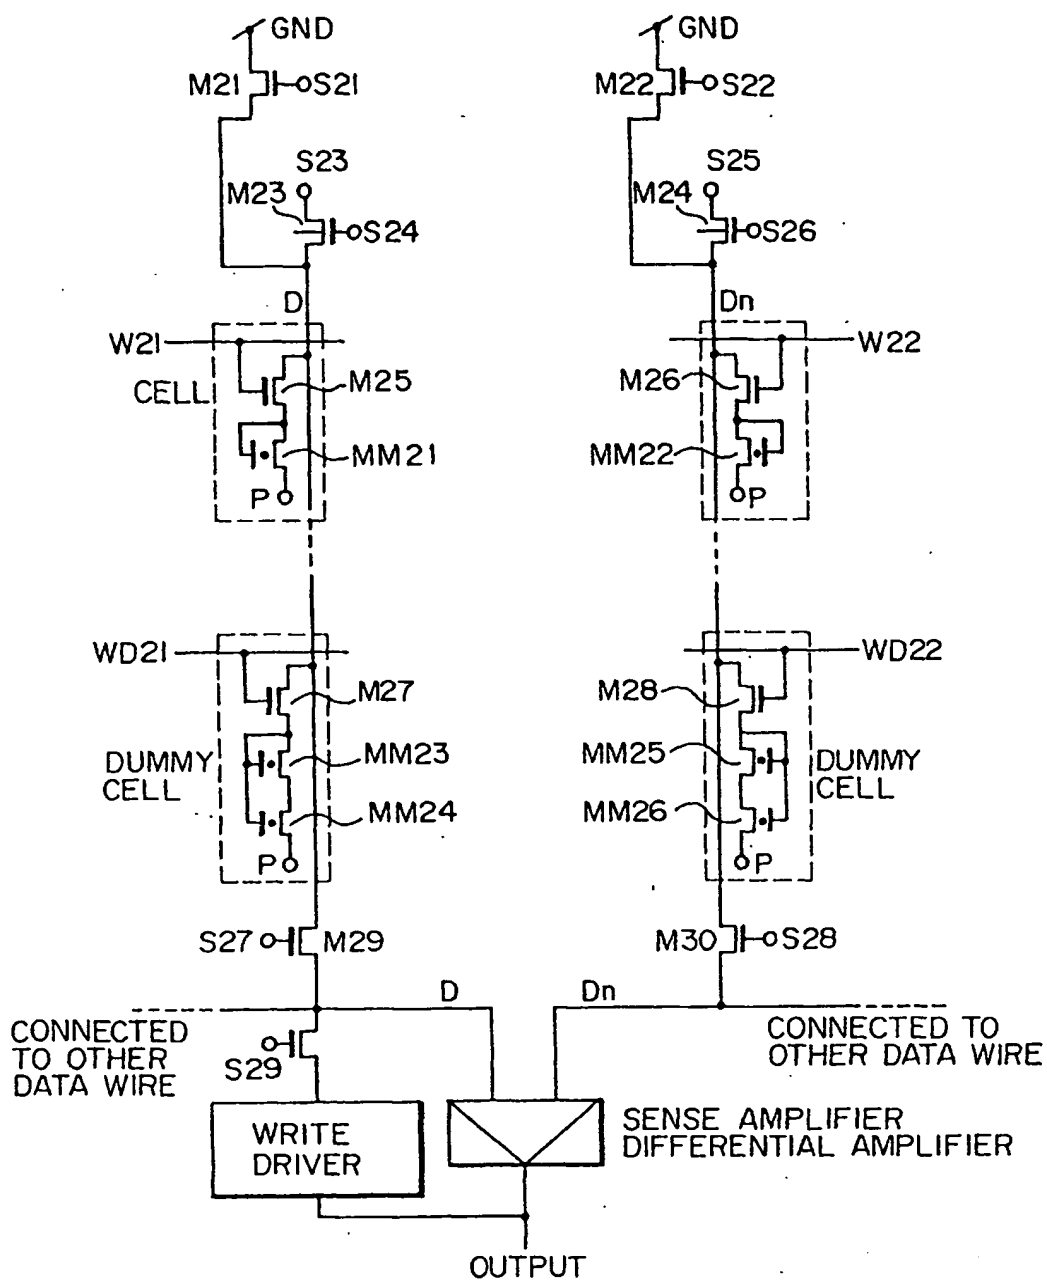 GND
GND
M21
S21
M22
S22
S23
S25
M23
S24
M24
S26
D
Dn
W21
W22
CELL
M25
M26
MM21
MM22
P
P
WD21
WD22
M27
M28
DUMMY
CELL
MM23
MM25
DUMMY
CELL
MM24
MM26
P
P
S27
M29
M30
S28
D
Dn
CONNECTED
TO OTHER
DATA WIRE
CONNECTED TO
OTHER DATA WIRE
S29
WRITE
DRIVER
SENSE AMPLIFIER
DIFFERENTIAL AMPLIFIER
OUTPUT